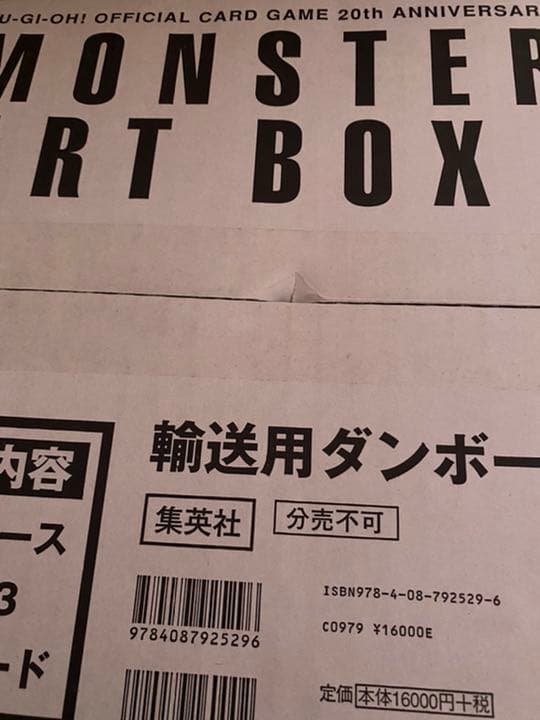 U-GI-OH! OFFICIAL CARD GAME 20th ANNIVERSAR
MONSTER
ART BOX
内容
ース
3
ード
輸送用ダンボー
集英社
分売不可
9784087925296
ISBN978-4-08-792529-6
C0979 ¥16000E
定価 本体16000円+税